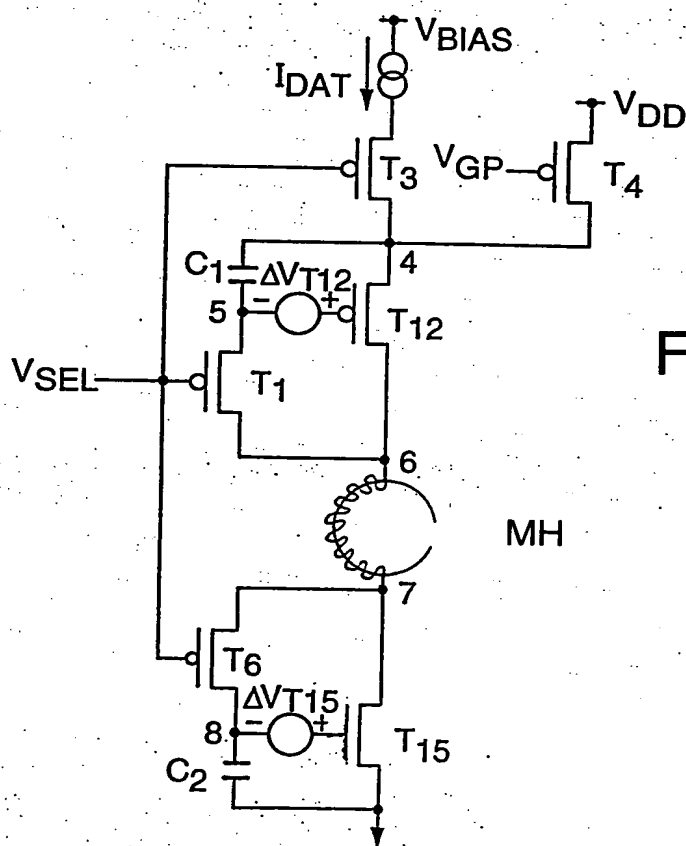 VBIAS
IDAT
VDD
T3
VGP
T4
4
C1
ΔVT12
5
- +
T12
VSEL
T1
F
6
MH
7
T6
ΔVT15
8
- +
T15
C2